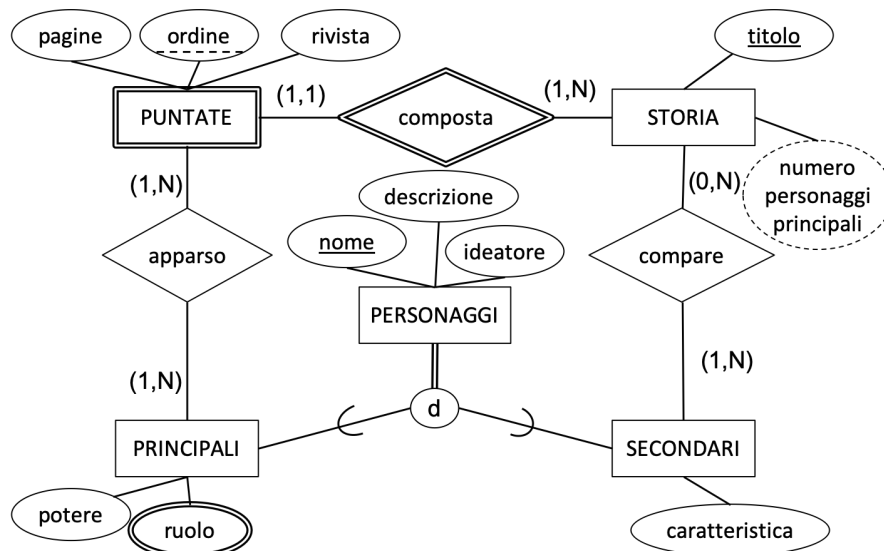 pagine
ordine
rivista
titolo
PUNTATE
(1,1)
composta
(1,N)
STORIA
numero
personaggi
principali
(1,N)
descrizione
(0,N)
nome
ideatore
apparso
compare
PERSONAGGI
(1,N)
(1,N)
d
PRINCIPALI
SECONDARI
potere
ruolo
caratteristica